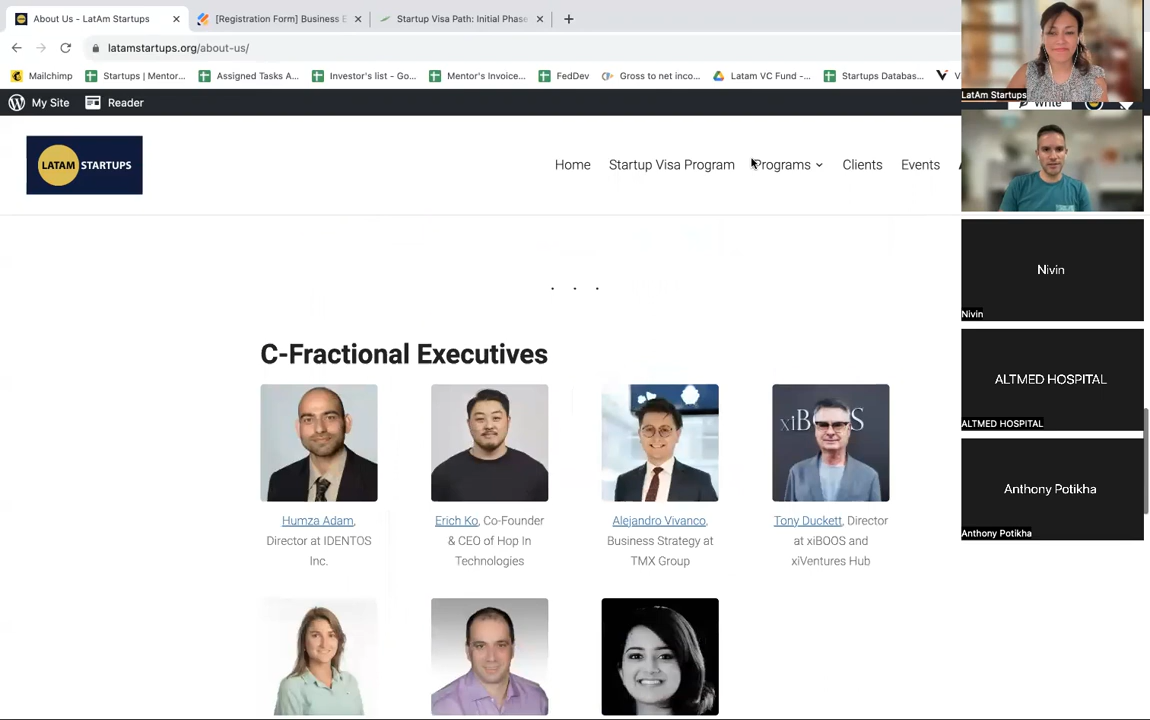 About Us - LatAm Startups
[Registration Form] Business E
Startup Visa Path: Initial Phase
latamstartups.org/about-us/
Mailchimp
Startups | Mentor...
Assigned Tasks A...
Investor's list - Go...
Mentor's Invoice...
FedDev
Gross to net inco...
Latam VC Fund -...
Startups Databas...
My Site
Reader
Write
LatAm Startups
LATAM STARTUPS
Home
Startup Visa Program
Programs
Clients
Events
Nivin
Nivin
ALTMED HOSPITAL
ALTMED HOSPITAL
Anthony Potikha
Anthony Potikha
C-Fractional Executives
xiBOOS
Humza Adam,
Director at IDENTOS
Inc.
Erich Ko, Co-Founder
& CEO of Hop In
Technologies
Alejandro Vivanco,
Business Strategy at
TMX Group
Tony Duckett, Director
at xiBOOS and
xiVentures Hub